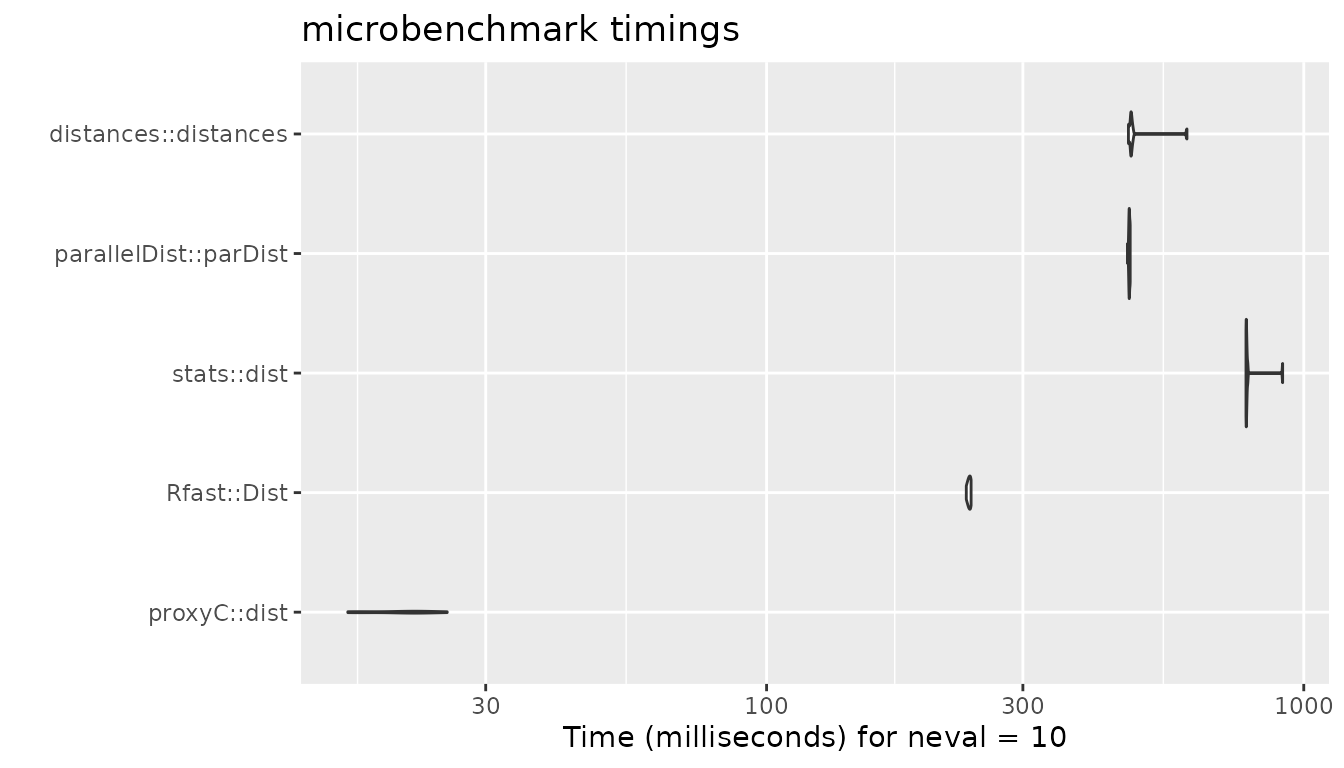 microbenchmark timings
distances::distances
parallelDist::parDist
stats::dist
Rfast::Dist
proxyC::dist
30 100 300 1000
Time (milliseconds) for neval = 10